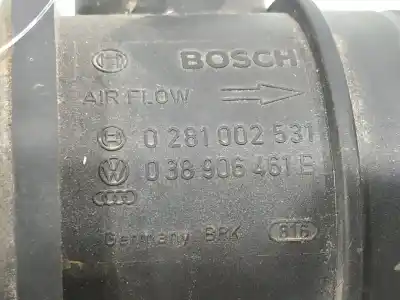 BOSCH
AIR FLOW
0 281 002 531
038 906 461 B
Germany BRK 816